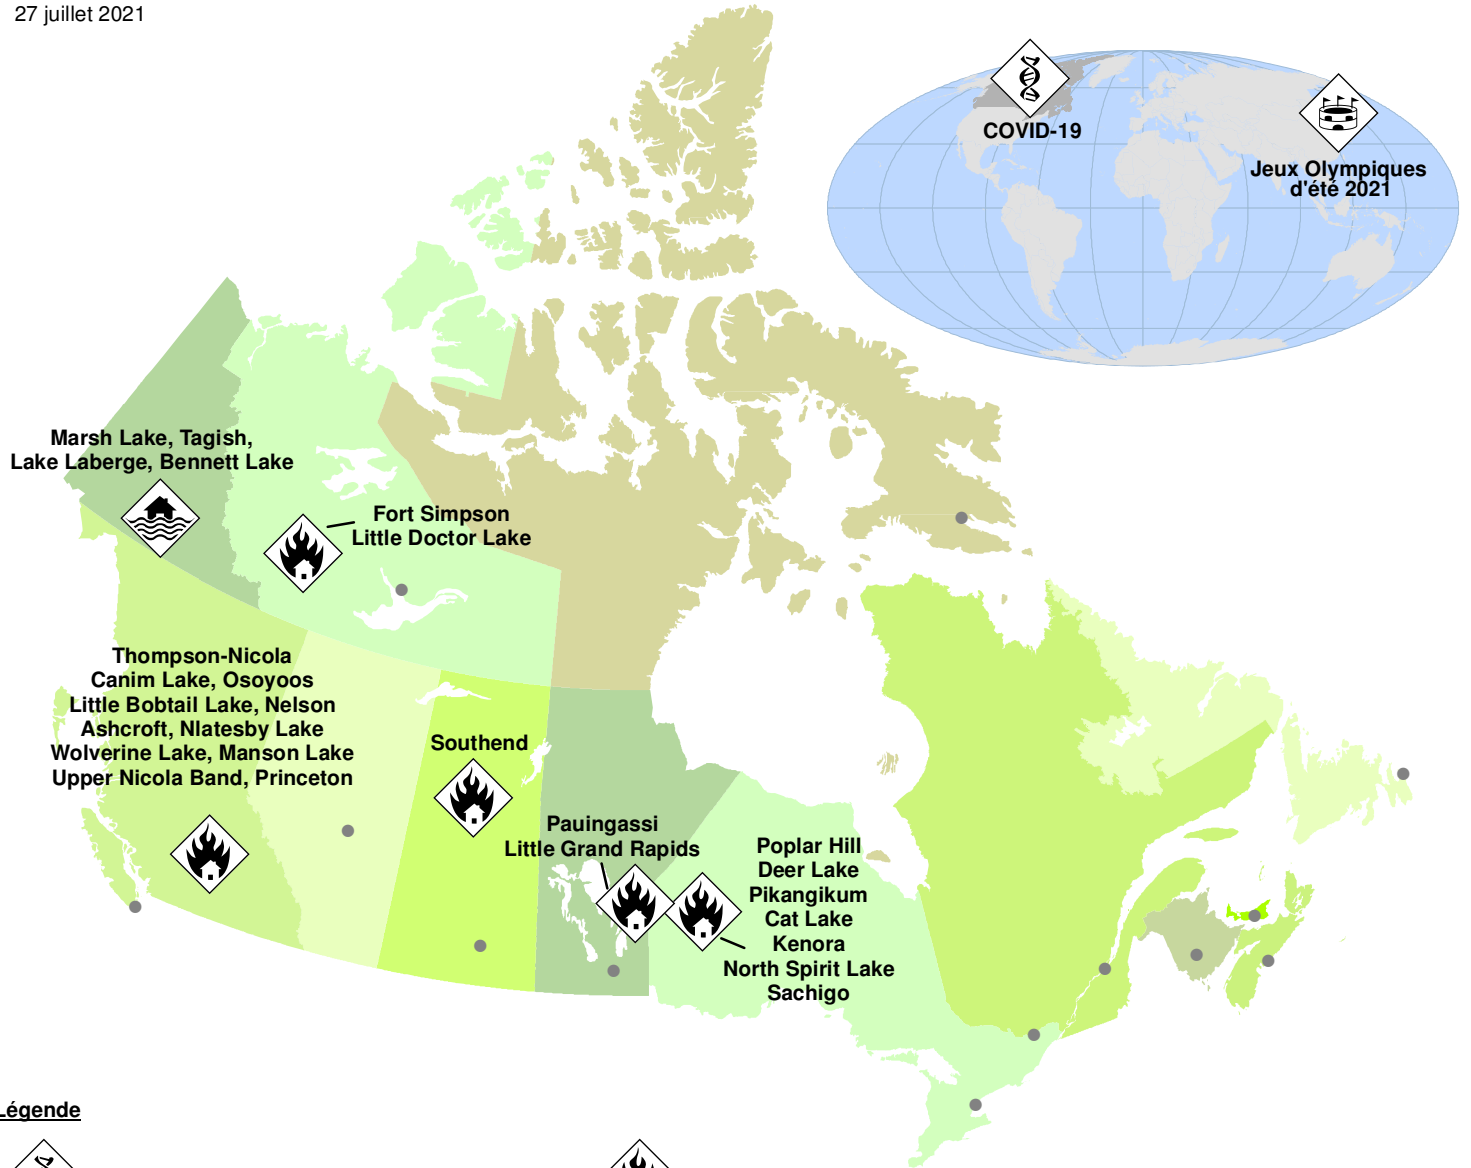 27 juillet 2021
COVID-19
Jeux Olympiques
d'été 2021
Marsh Lake, Tagish,
Lake Laberge, Bennett Lake
Fort Simpson
Little Doctor Lake
Thompson-Nicola
Canim Lake, Osoyoos
Little Bobtail Lake, Nelson
Ashcroft, Nlatesby Lake
Wolverine Lake, Manson Lake
Upper Nicola Band, Princeton
Southend
Pauingassi
Little Grand Rapids
Poplar Hill
Deer Lake
Pikangikum
Cat Lake
Kenora
North Spirit Lake
Sachigo
Légende